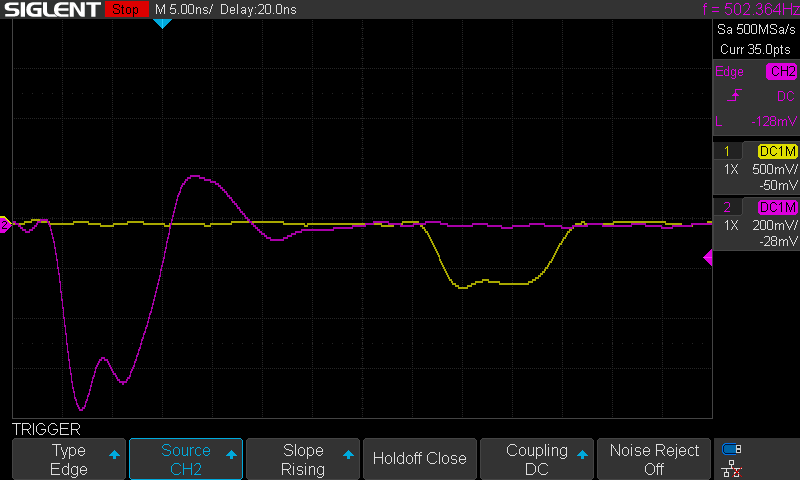 SIGLENT Stop M 5.00ns/ Delay:20.0ns f = 502.364Hz
Sa 500MSa/s
Curr 35.0pts
Edge CH2
DC
L -128mV
1 DC1M
1X 500mV/
-50mV
2 DC1M
1X 200mV/
-28mV
2
TRIGGER
Type
Edge
Source
CH2
Slope
Rising
Holdoff Close
Coupling
DC
Noise Reject
Off